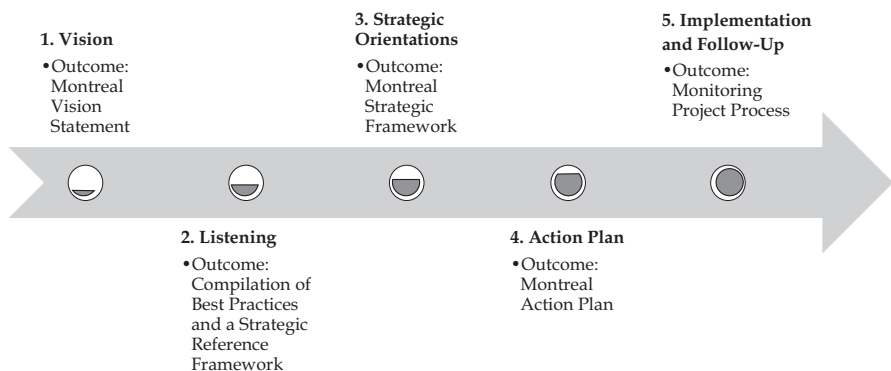 1. Vision
•Outcome:
Montreal
Vision
Statement
2. Listening
•Outcome:
Compilation of
Best Practices
and a Strategic
Reference
Framework
3. Strategic
Orientations
•Outcome:
Montreal
Strategic
Framework
4. Action Plan
•Outcome:
Montreal
Action Plan
5. Implementation
and Follow-Up
•Outcome:
Monitoring
Project Process